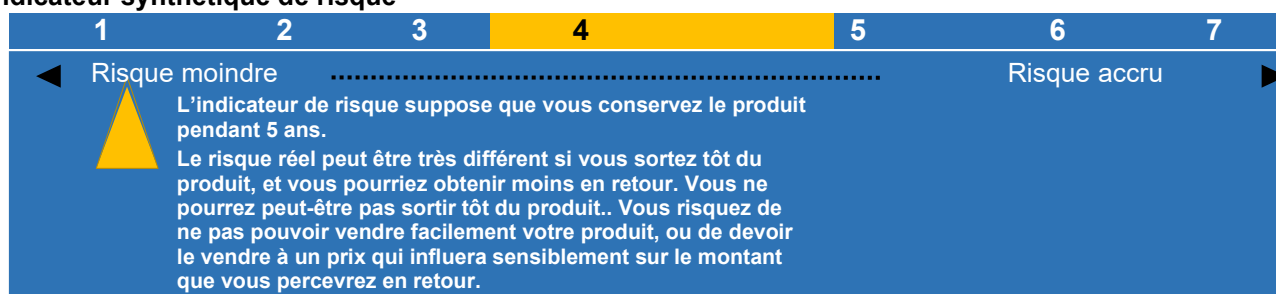 indicateur synthétique de risque
1 2 3 4 5 6 7
Risque moindre ........................................................................ Risque accru
L'indicateur de risque suppose que vous conservez le produit
pendant 5 ans.
Le risque réel peut être très différent si vous sortez tôt du
produit, et vous pourriez obtenir moins en retour. Vous ne
pourrez peut-être pas sortir tôt du produit.. Vous risquez de
ne pas pouvoir vendre facilement votre produit, ou de devoir
le vendre à un prix qui influera sensiblement sur le montant
que vous percevrez en retour.